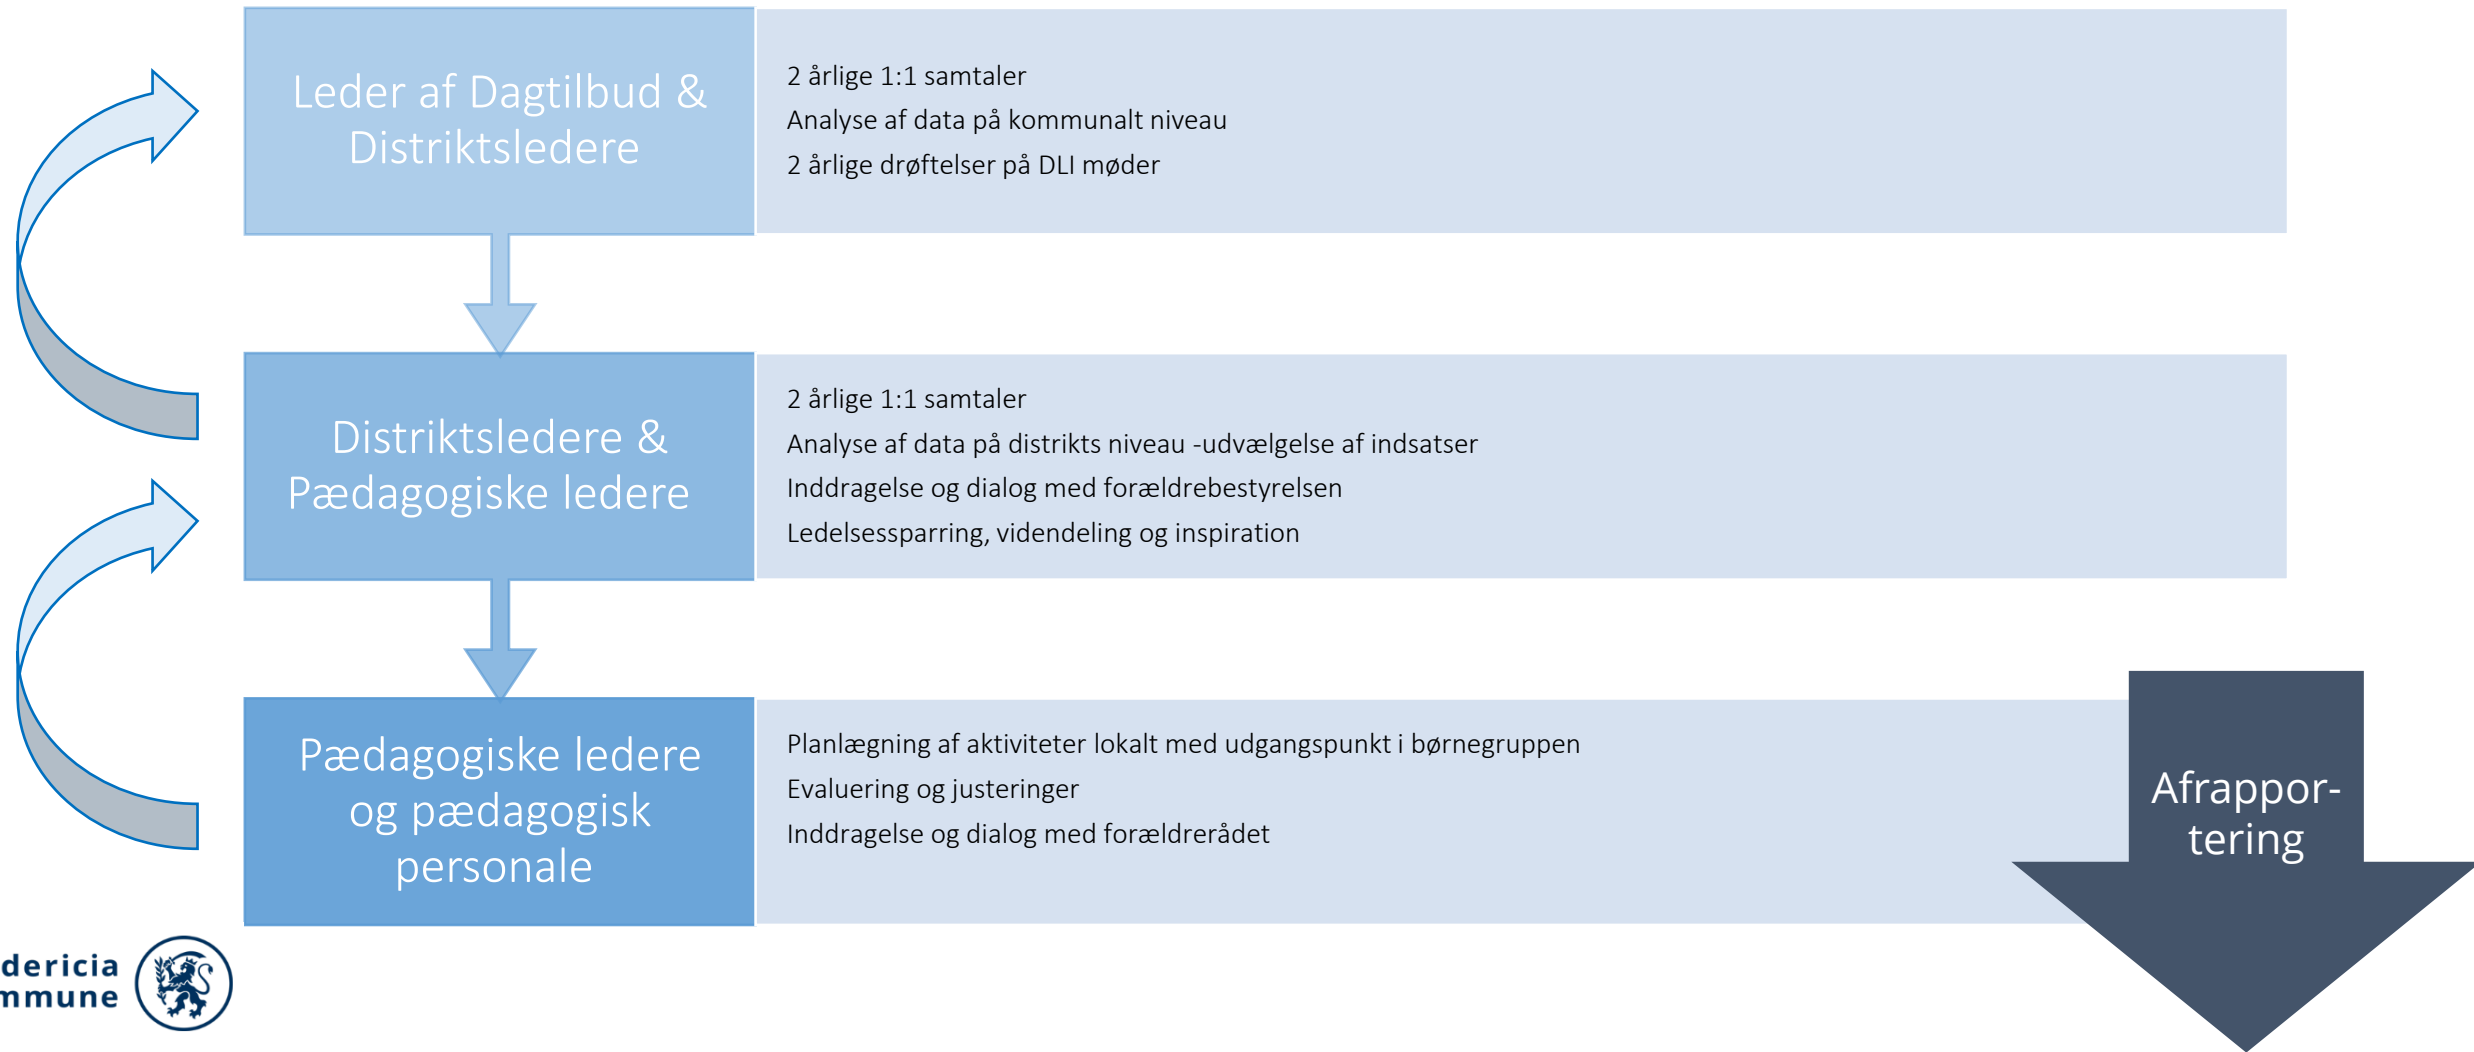 Leder af Dagtilbud &
Distriktsledere
2 årlige 1:1 samtaler
Analyse af data på kommunalt niveau
2 årlige drøftelser på DLI møder
Distriktsledere &
Pædagogiske ledere
2 årlige 1:1 samtaler
Analyse af data på distrikts niveau -udvælgelse af indsatser
Inddragelse og dialog med forældrebestyrelsen
Ledelsessparring, videndeling og inspiration
Pædagogiske ledere
og pædagogisk
personale
Planlægning af aktiviteter lokalt med udgangspunkt i børnegruppen
Evaluering og justeringer
Inddragelse og dialog med forældrerådet
Afrappor-
tering
dericia
mmune